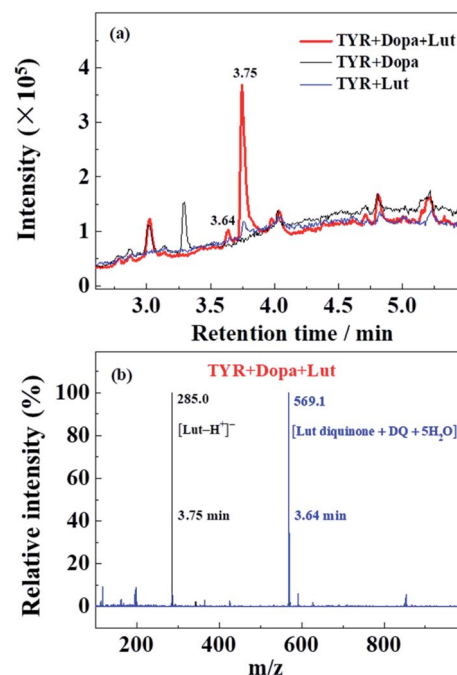 (a)
TYR+Dopa+Lut
TYR+Dopa
TYR+Lut
3.75
3.64
Intensity (×10⁵)
4
2
1
0
3.0 3.5 4.0 4.5 5.0
Retention time / min
(b)
TYR+Dopa+Lut
285.0
569.1
[Lut–H⁺]⁻
[Lut diquinone + DQ + 5H₂O]
3.75 min
3.64 min
Relative intensity (%)
100
80
60
40
20
0
200 400 600 800
m/z